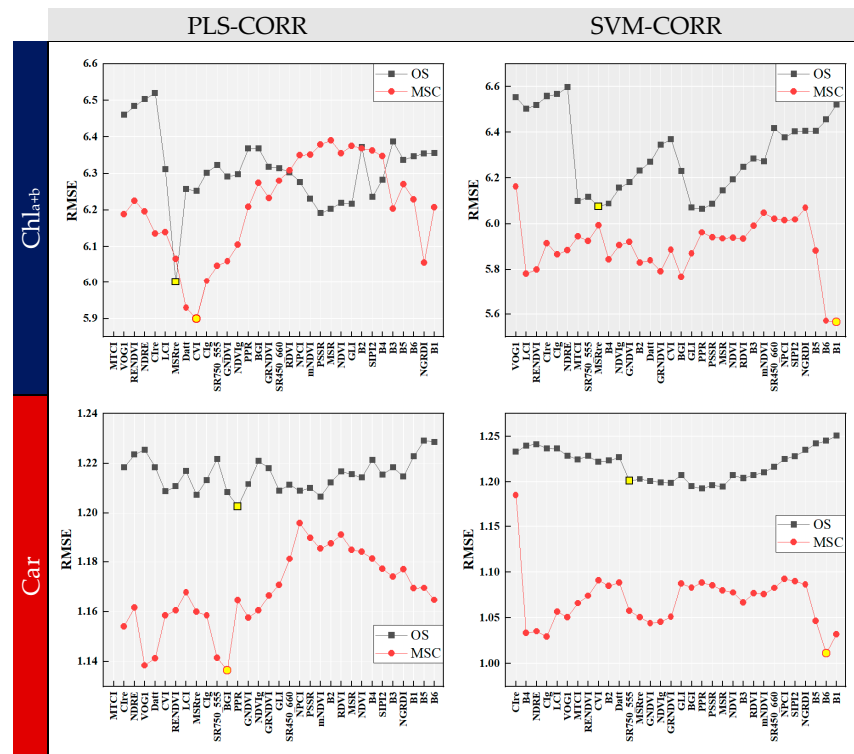 PLS-CORR SVM-CORR
Chla+b
Car
RMSE
6.6
6.5
6.4
6.3
6.2
6.1
6.0
5.9
OS
MSC
MTCI VOG1 RENDVI NDRE CIre LCI MSRre Datt CVI CIg SR750_555 GNDVI NDVIg PPR BGI GRNDVI SR450_660 RDVI NPCI mNDVI PSSR MSR NDVI GLI B2 SIPI2 B4 B3 B5 B6 NGRDI B1
RMSE
6.6
6.4
6.2
6.0
5.8
5.6
OS
MSC
VOG1 LCI RENDVI CIre CIg NDRE MTCI SR750_555 MSRre B4 NDVIg GNDVI B2 Datt GRNDVI CVI BGI GLI PPR PSSR MSR NDVI RDVI B3 mNDVI SR450_660 NPCI SIPI2 NGRDI B5 B6 B1
RMSE
1.24
1.22
1.20
1.18
1.16
1.14
OS
MSC
MTCI CIre NDRE VOG1 Datt CVI RENDVI LCI MSRre CIg SR750_555 BGI PPR GNDVI NDVIg GRNDVI GLI SR450_660 NPCI PSSR mNDVI B2 RDVI MSR NDVI B4 SIPI2 B3 NGRDI B1 B5 B6
RMSE
1.25
1.20
1.15
1.10
1.05
1.00
OS
MSC
CIre B4 NDRE CIg LCI VOG1 MTCI RENDVI CVI B2 Datt SR750_555 MSRre GNDVI NDVIg GRNDVI GLI BGI PPR PSSR MSR NDVI B3 RDVI mNDVI SR450_660 NPCI SIPI2 NGRDI B5 B6 B1